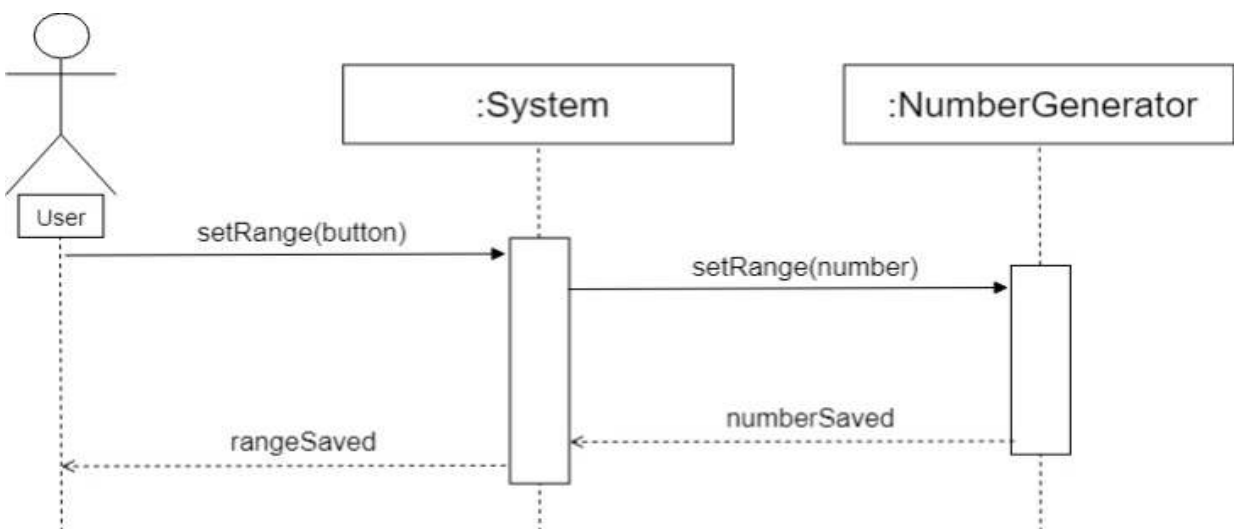 :System
:NumberGenerator
User
setRange(button)
setRange(number)
numberSaved
rangeSaved